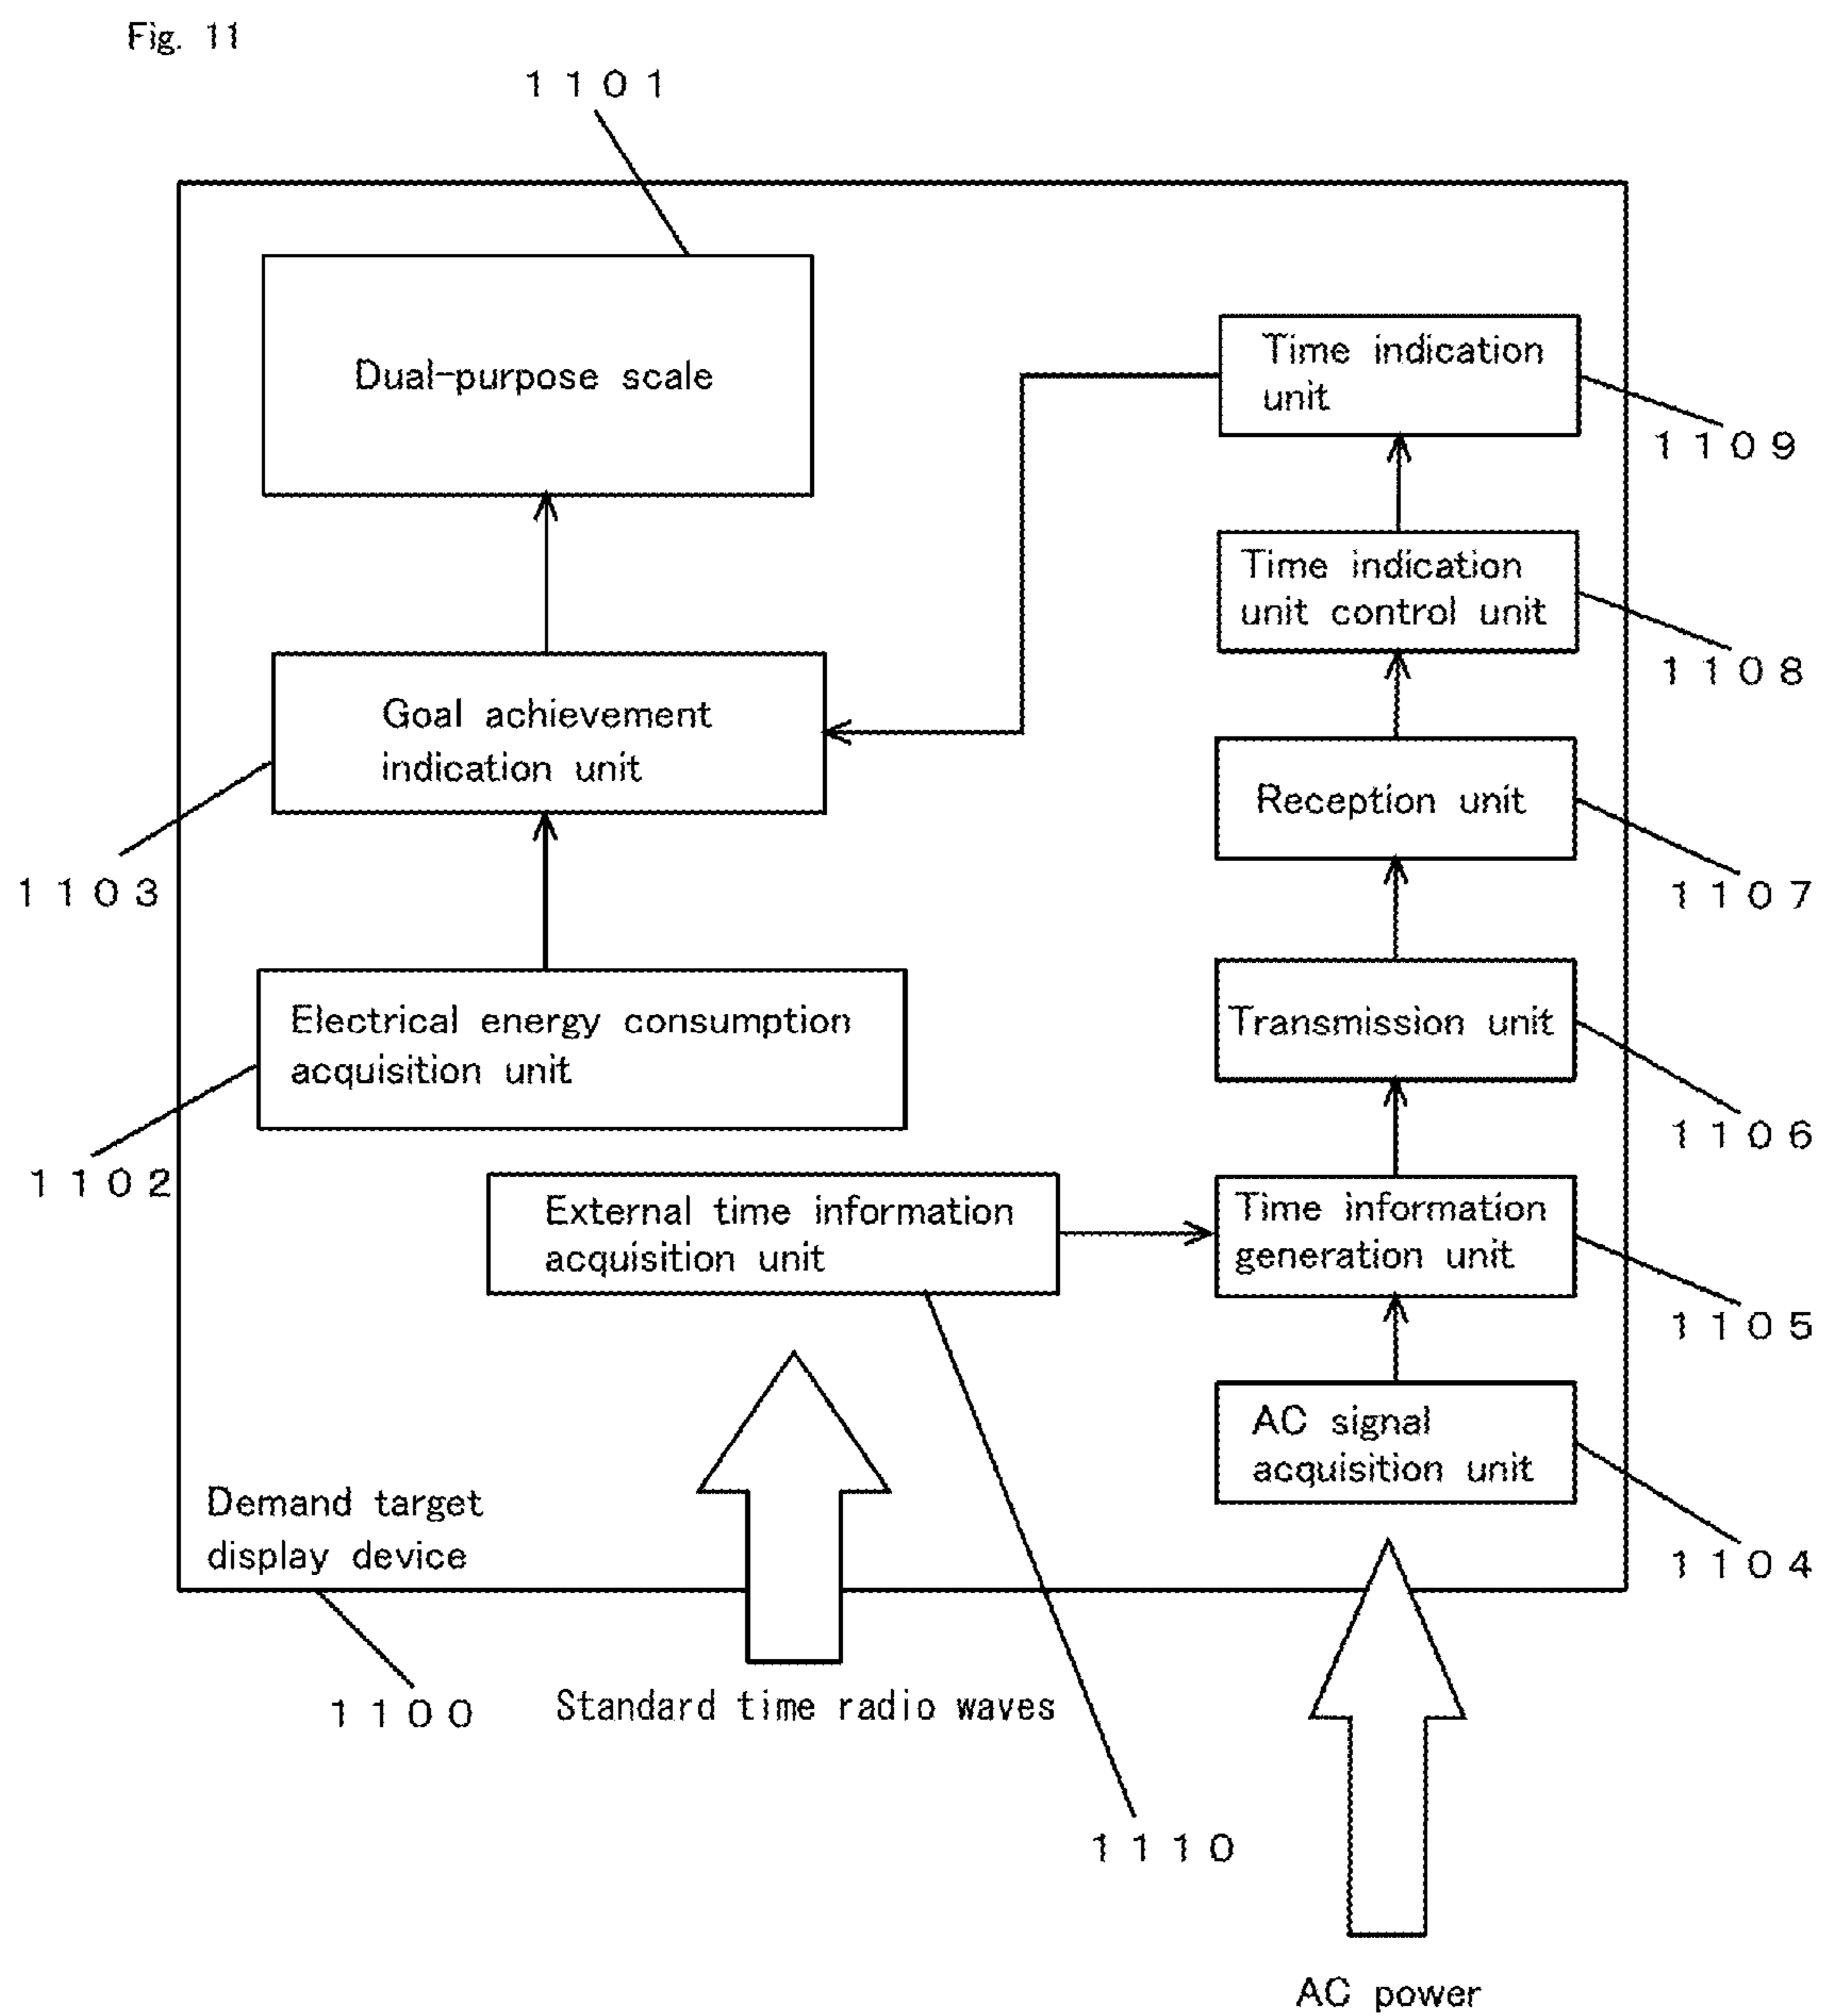 Fig. 11
1101
Dual-purpose scale
Time indication
unit
1109
Time indication
unit control unit
1108
Goal achievement
indication unit
1103
Reception unit
1107
Electrical energy consumption
acquisition unit
1102
Transmission unit
1106
External time information
acquisition unit
Time information
generation unit
1105
AC signal
acquisition unit
1104
Demand target
display device
1100
Standard time radio waves
1110
AC power